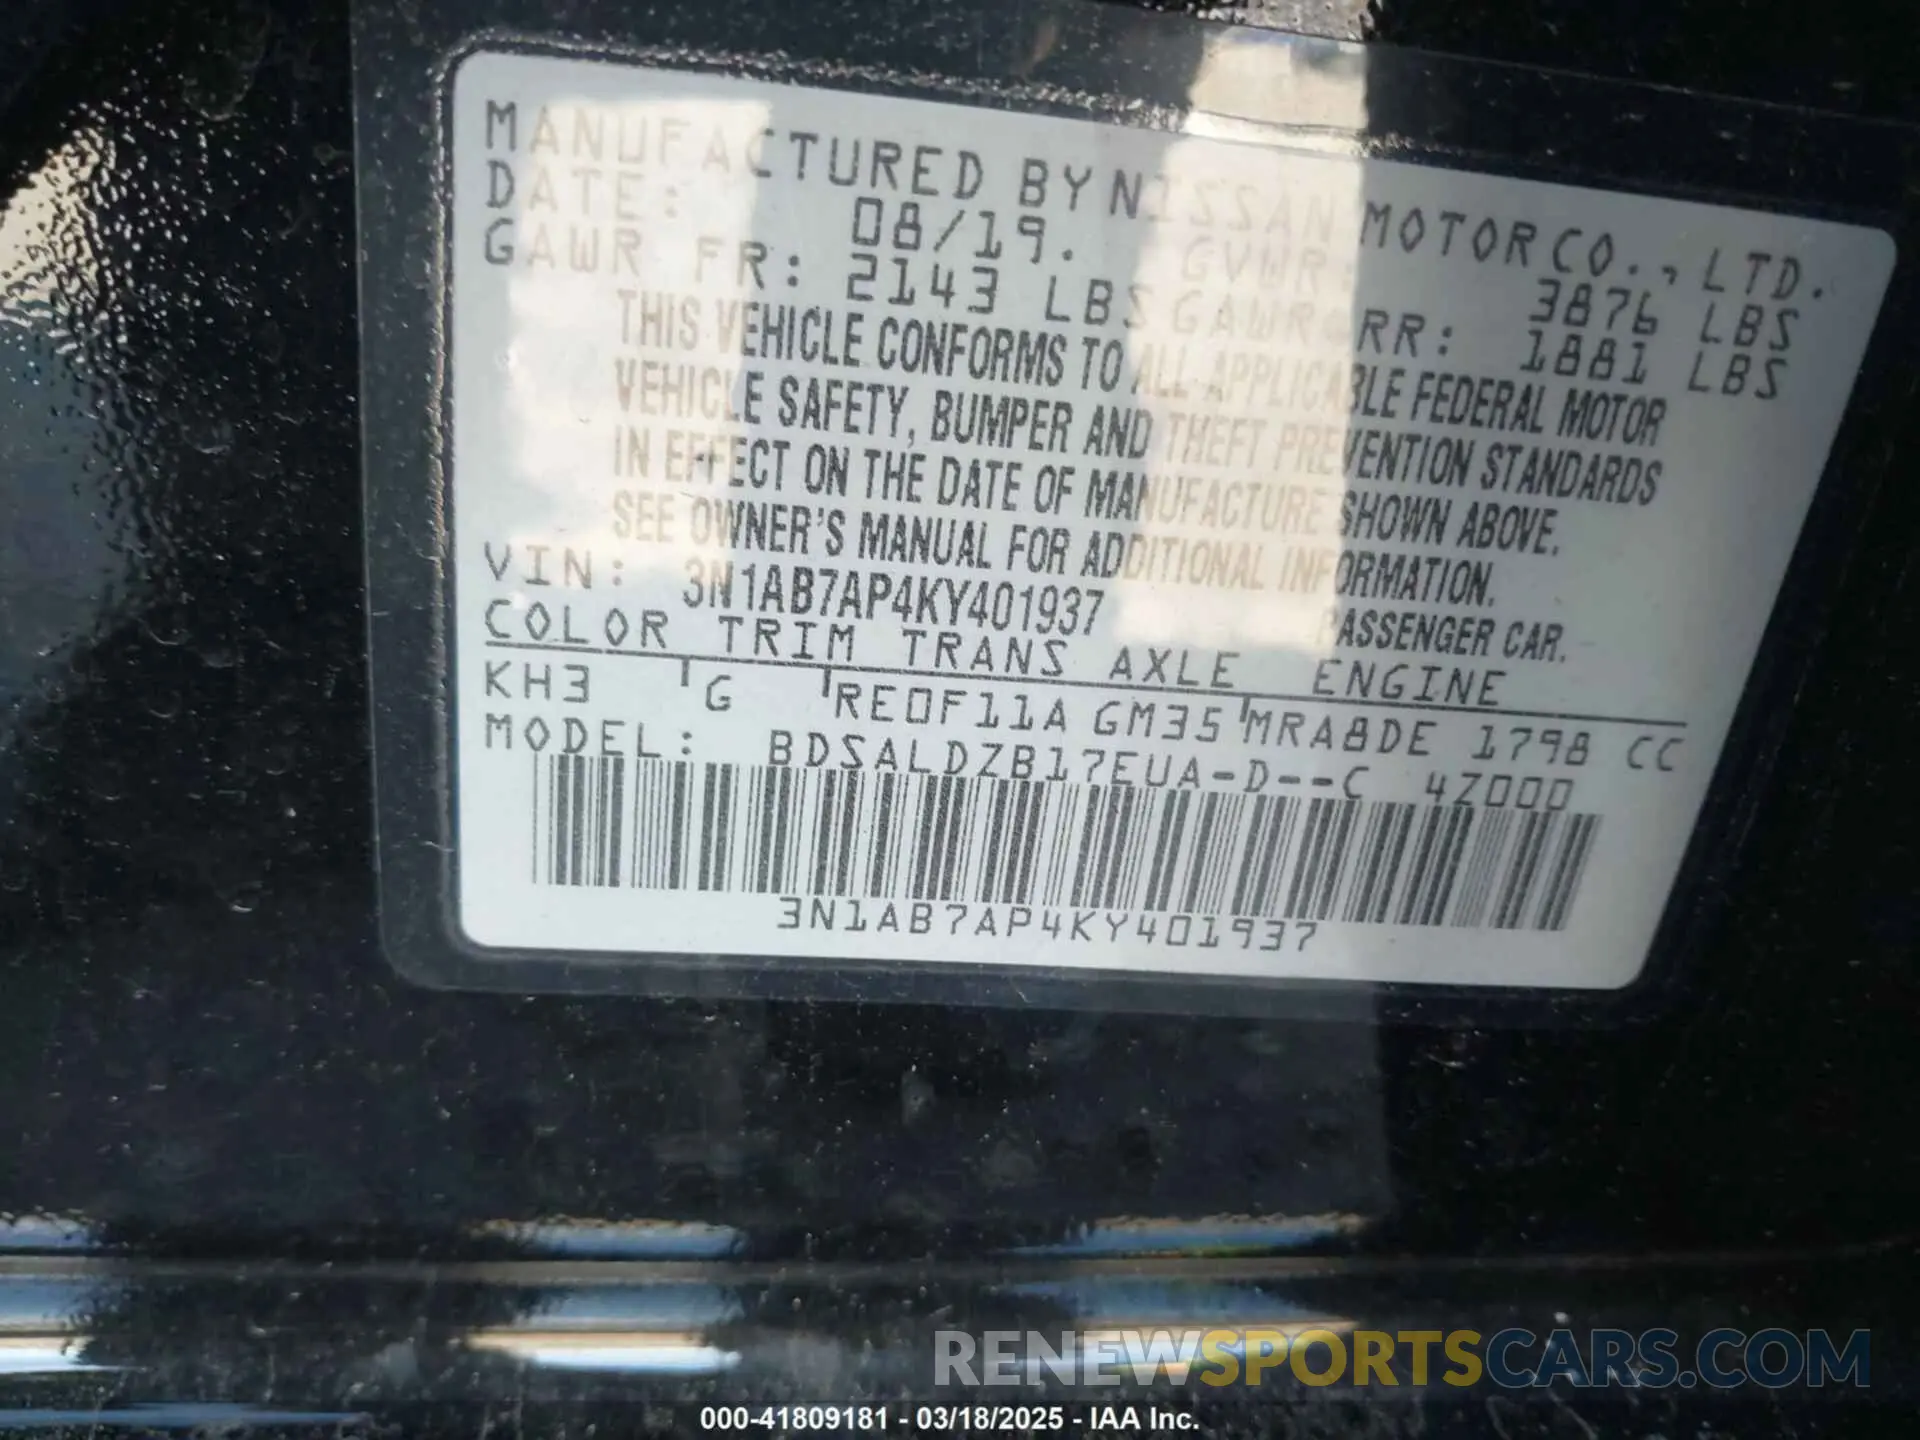 MANUFACTURED BY NISSAN MOTOR CO., LTD.
DATE: 08/19. GVWR: 3876 LBS
GAWR FR: 2143 LBS GAWR RR: 1881 LBS
THIS VEHICLE CONFORMS TO ALL APPLICABLE FEDERAL MOTOR
VEHICLE SAFETY, BUMPER AND THEFT PREVENTION STANDARDS
IN EFFECT ON THE DATE OF MANUFACTURE SHOWN ABOVE.
SEE OWNER'S MANUAL FOR ADDITIONAL INFORMATION.
VIN: 3N1AB7AP4KY401937 PASSENGER CAR.
COLOR TRIM TRANS AXLE ENGINE
KH3 G RE0F11A GM35 MRA8DE 1798 CC
MODEL: BDSALDZB17EUA-D--C 4Z000
3N1AB7AP4KY401937
RENEWSPORTSCARS.COM
000-41809181 - 03/18/2025 - IAA Inc.